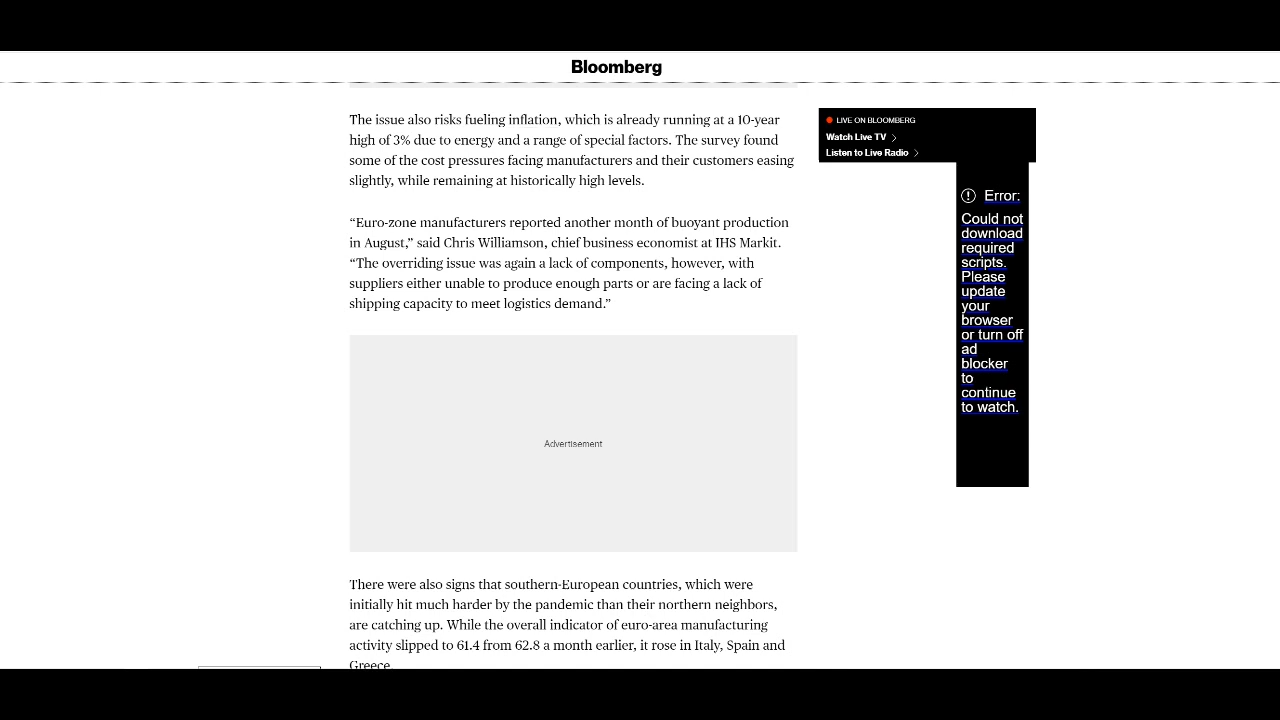 Bloomberg
The issue also risks fueling inflation, which is already running at a 10-year
high of 3% due to energy and a range of special factors. The survey found
some of the cost pressures facing manufacturers and their customers easing
slightly, while remaining at historically high levels.
“Euro-zone manufacturers reported another month of buoyant production
in August,” said Chris Williamson, chief business economist at IHS Markit.
“The overriding issue was again a lack of components, however, with
suppliers either unable to produce enough parts or are facing a lack of
shipping capacity to meet logistics demand.”
Advertisement
There were also signs that southern-European countries, which were
initially hit much harder by the pandemic than their northern neighbors,
are catching up. While the overall indicator of euro-area manufacturing
activity slipped to 61.4 from 62.8 a month earlier, it rose in Italy, Spain and
Greece.
LIVE ON BLOOMBERG
Watch Live TV
Listen to Live Radio
Error:
Could not
download
required
scripts.
Please
update
your
browser
or turn off
ad
blocker
to
continue
to watch.